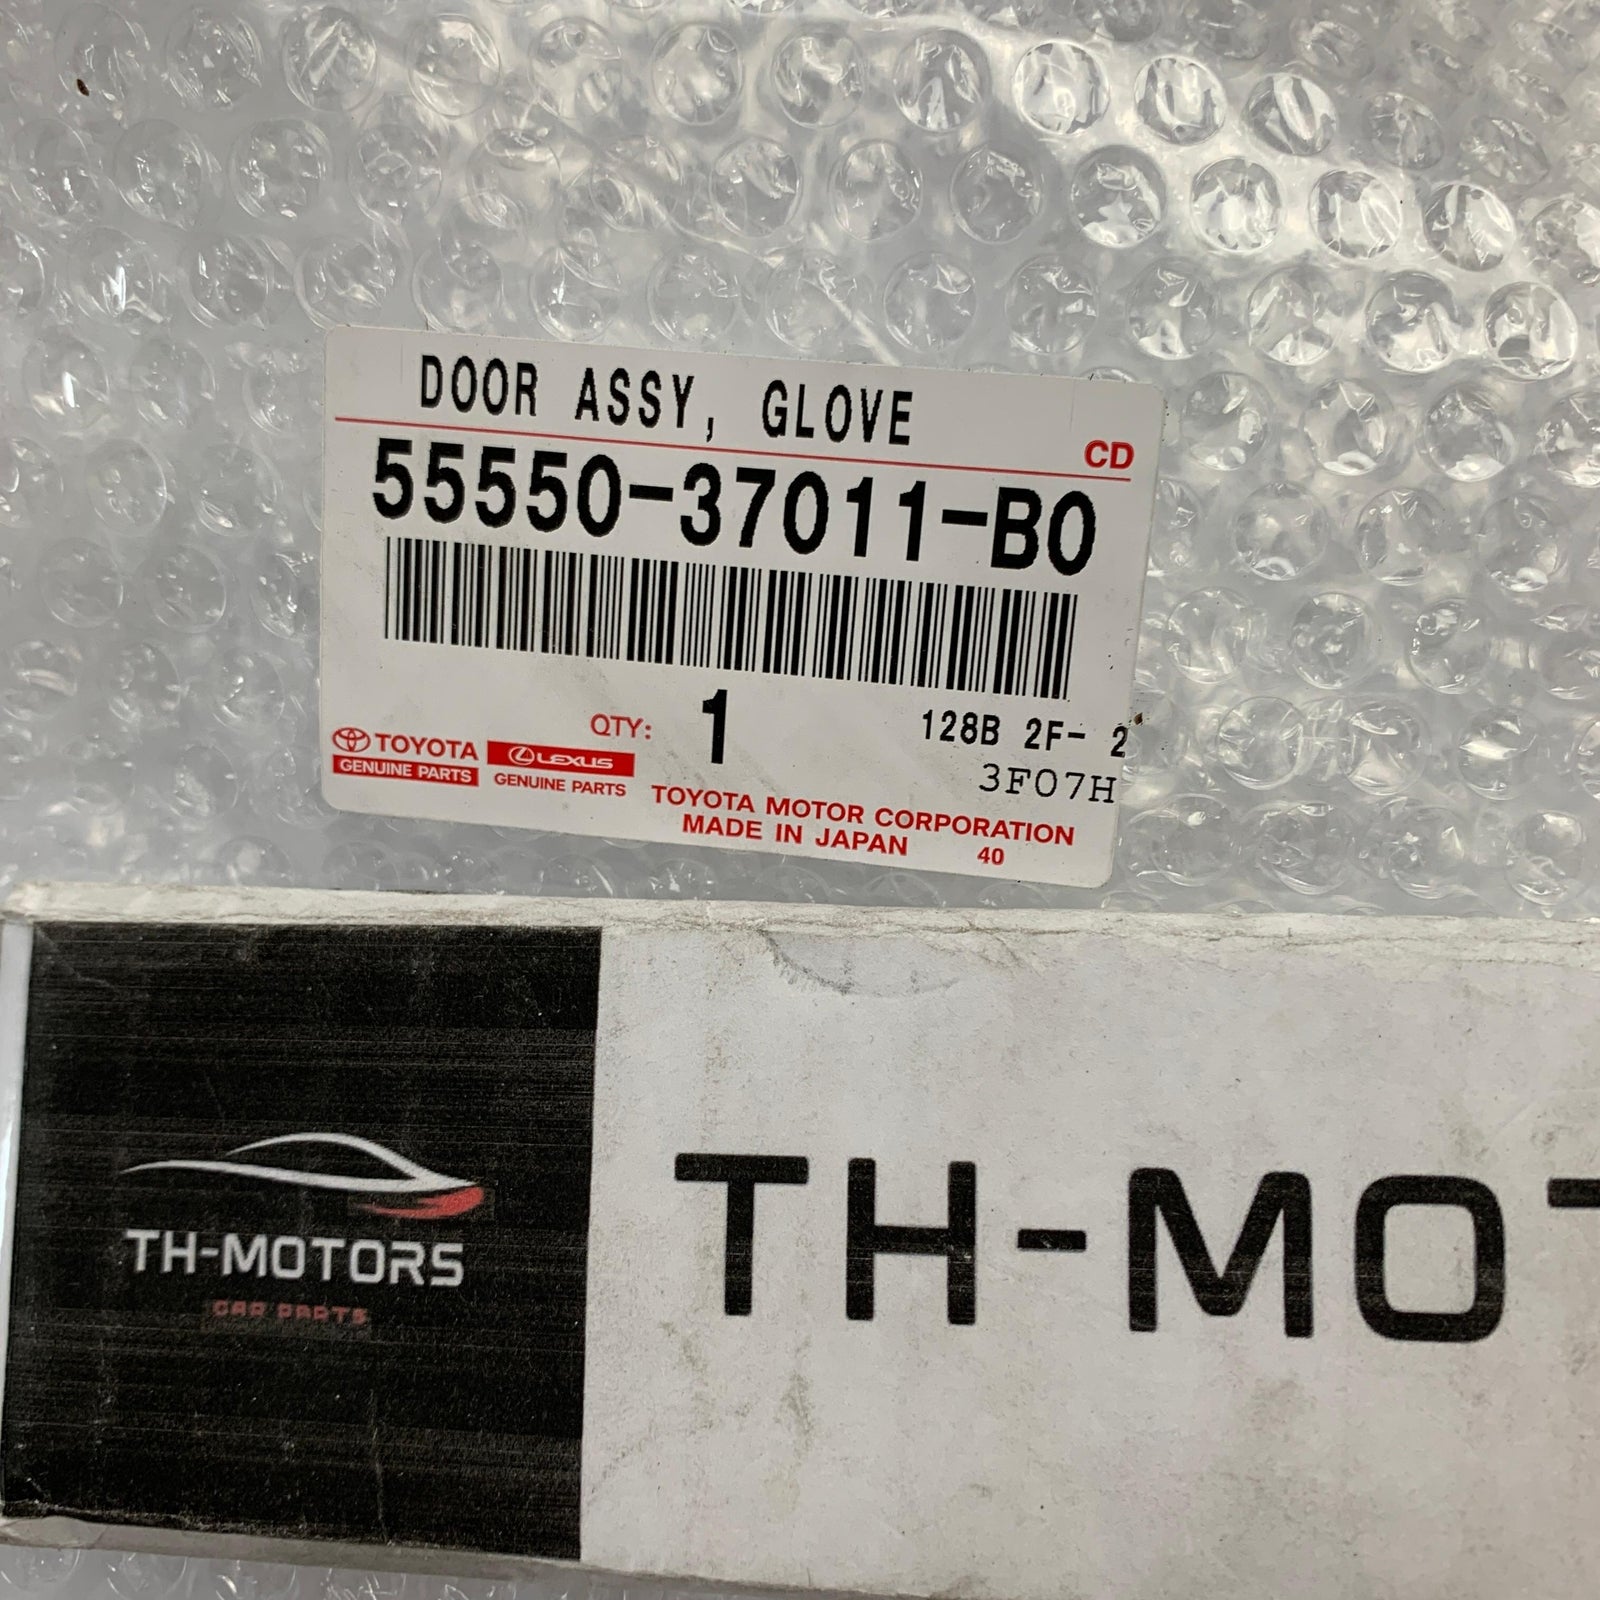 DOOR ASSY, GLOVE
CD
55550-37011-B0
QTY: 1
128B 2F- 2
3F07H
TOYOTA
GENUINE PARTS
LEXUS
GENUINE PARTS
TOYOTA MOTOR CORPORATION
MADE IN JAPAN 40
TH-MOTORS
CAR PARTS
TH-MOT